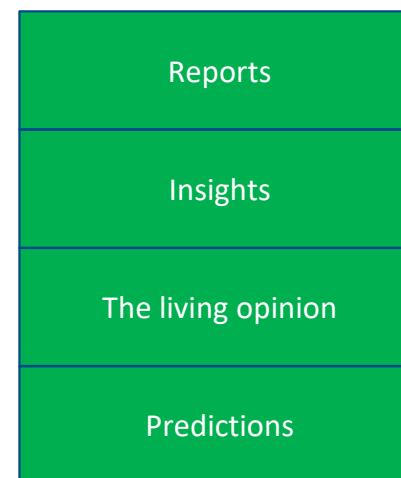 Reports
Insights
The living opinion
Predictions